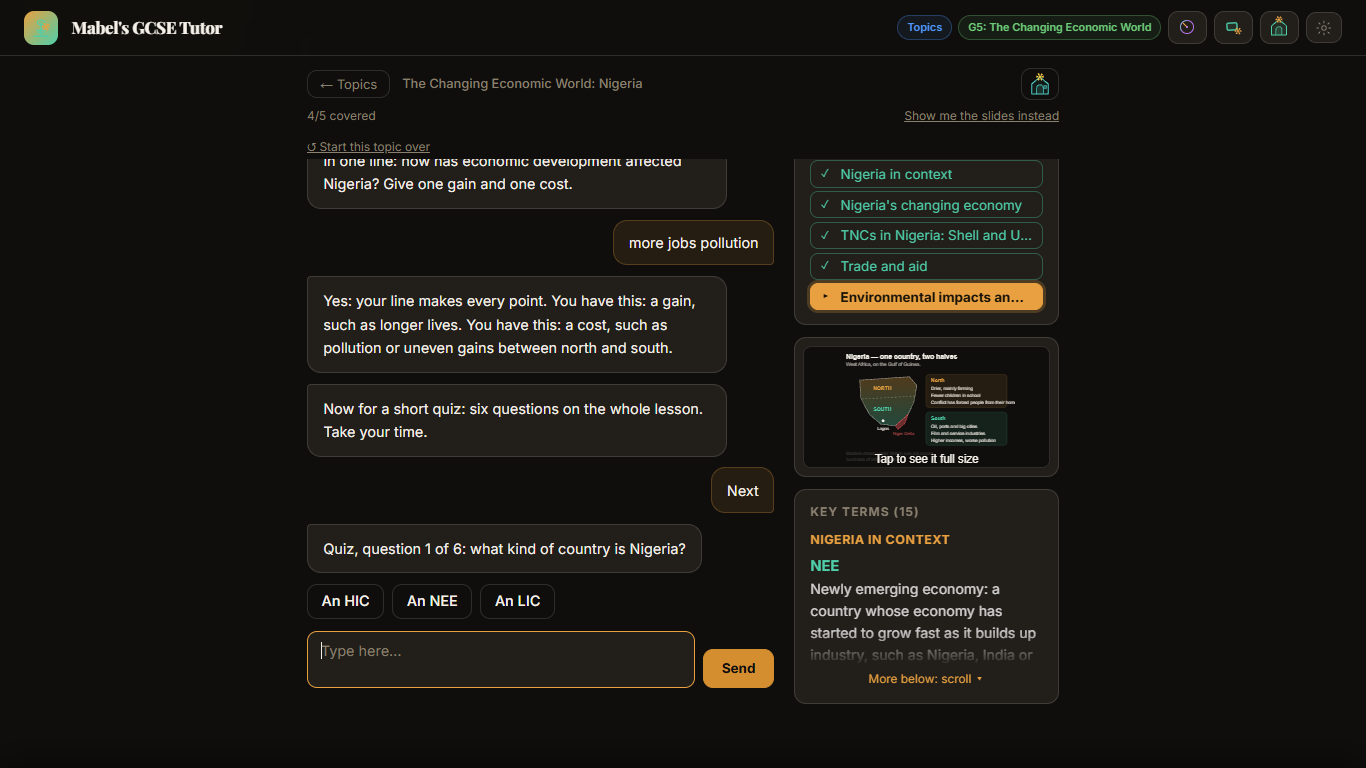 Mabel's GCSE Tutor
Topics
G5: The Changing Economic World
← Topics
The Changing Economic World: Nigeria
4/5 covered
Show me the slides instead
↺ Start this topic over
In one line: how has economic development affected
Nigeria? Give one gain and one cost.
more jobs pollution
Yes: your line makes every point. You have this: a gain,
such as longer lives. You have this: a cost, such as
pollution or uneven gains between north and south.
Now for a short quiz: six questions on the whole lesson.
Take your time.
Next
Quiz, question 1 of 6: what kind of country is Nigeria?
An HIC
An NEE
An LIC
Type here...
Send
✓ Nigeria in context
✓ Nigeria's changing economy
✓ TNCs in Nigeria: Shell and U...
✓ Trade and aid
‣ Environmental impacts an...
Nigeria — one country, two halves
West Africa, on the Gulf of Guinea.
NORTH
SOUTH
Lagos
Niger Delta
North
Drier, mainly farming
Fewer children in school
Conflict has forced people from their homes
South
Oil, ports and big cities
Film and service industries
Higher incomes, worse pollution
Tap to see it full size
KEY TERMS (15)
NIGERIA IN CONTEXT
NEE
Newly emerging economy: a
country whose economy has
started to grow fast as it builds up
industry, such as Nigeria, India or
More below: scroll ▾